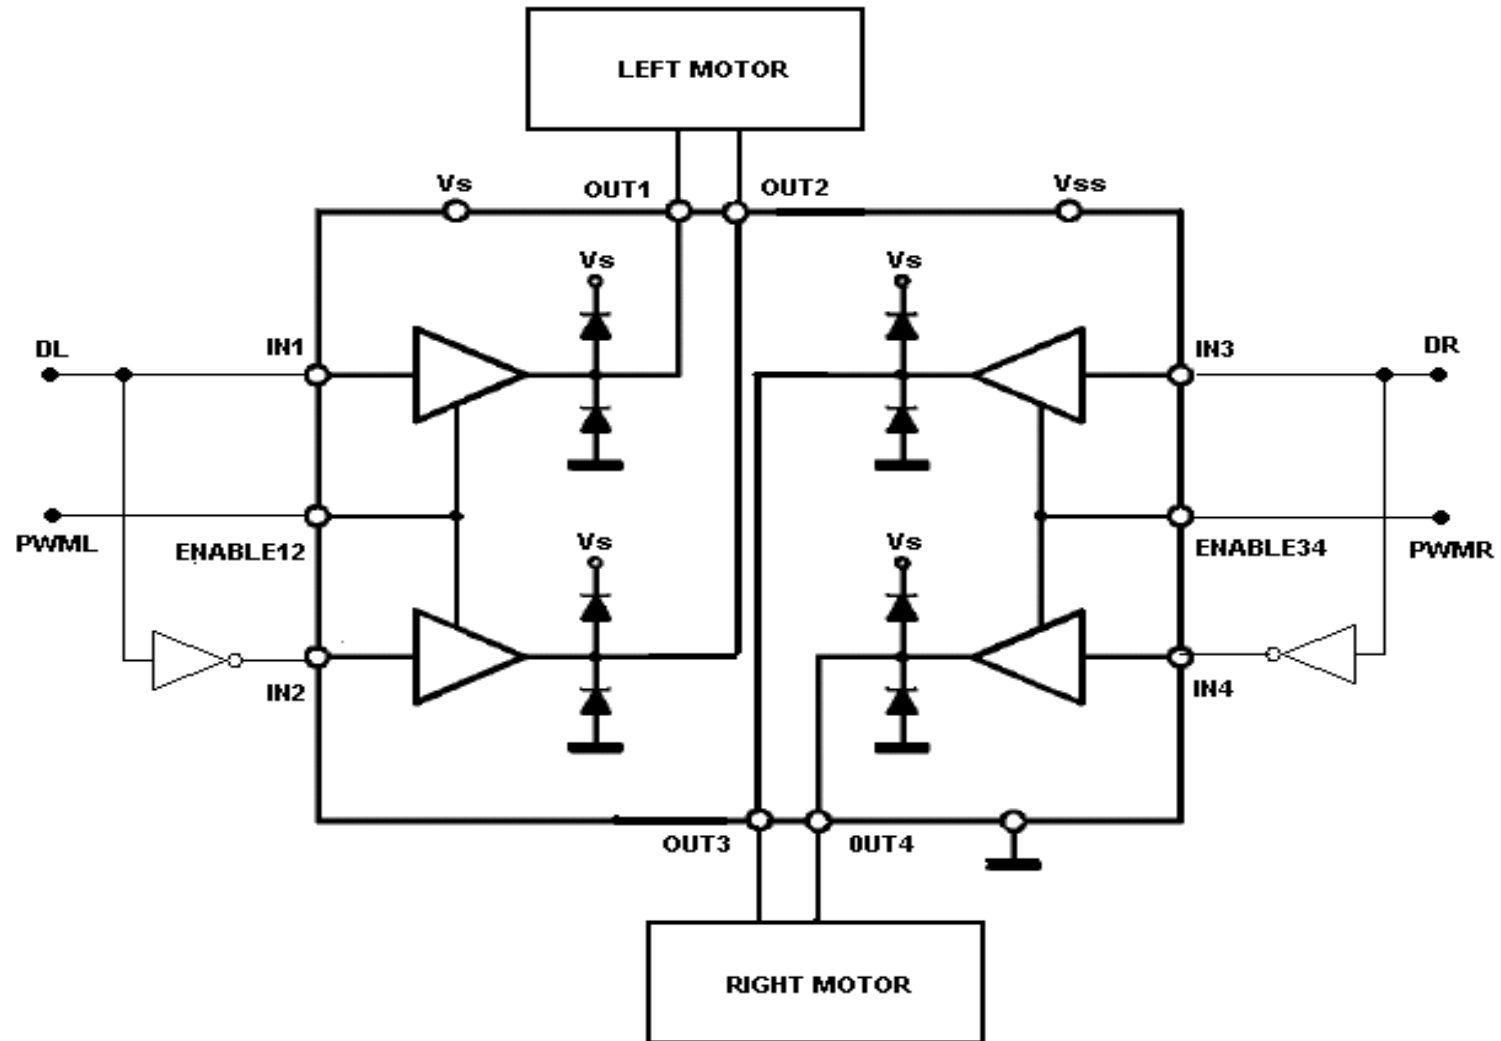 LEFT MOTOR
Vs
OUT1
OUT2
Vss
Vs
Vs
DL
IN1
IN3
DR
PWML
ENABLE12
Vs
Vs
ENABLE34
PWMR
IN2
IN4
OUT3
0UT4
RIGHT MOTOR